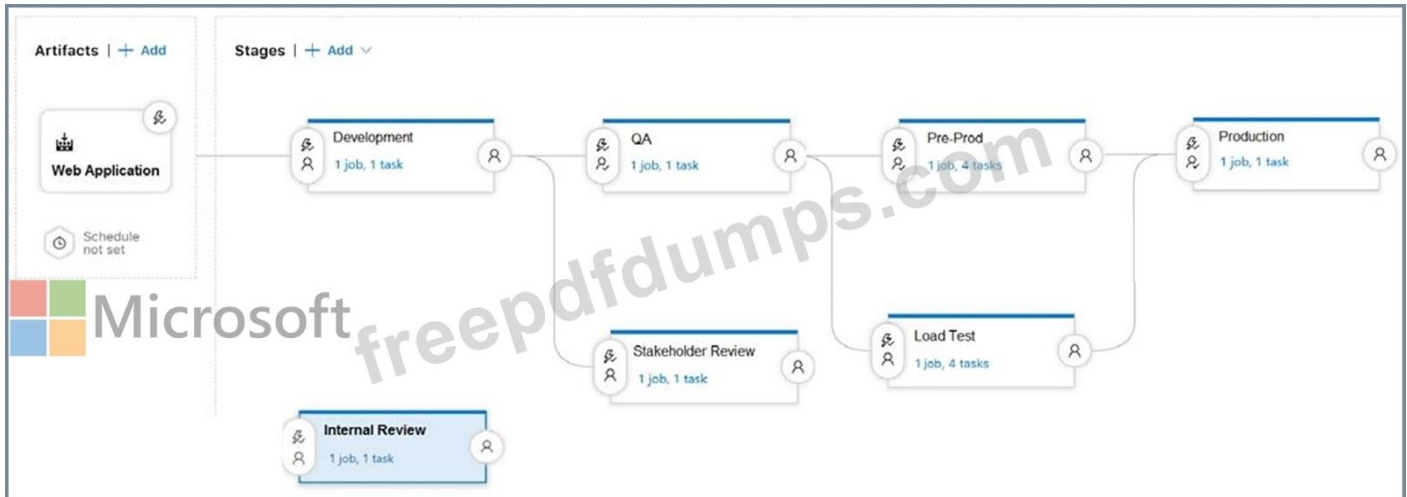 Artifacts | + Add
Stages | + Add
Web Application
Schedule
not set
Development
1 job, 1 task
QA
1 job, 1 task
Pre-Prod
1 job, 4 tasks
Production
1 job, 1 task
Stakeholder Review
1 job, 1 task
Load Test
1 job, 4 tasks
Internal Review
1 job, 1 task
Microsoft
freepdfdumps.com